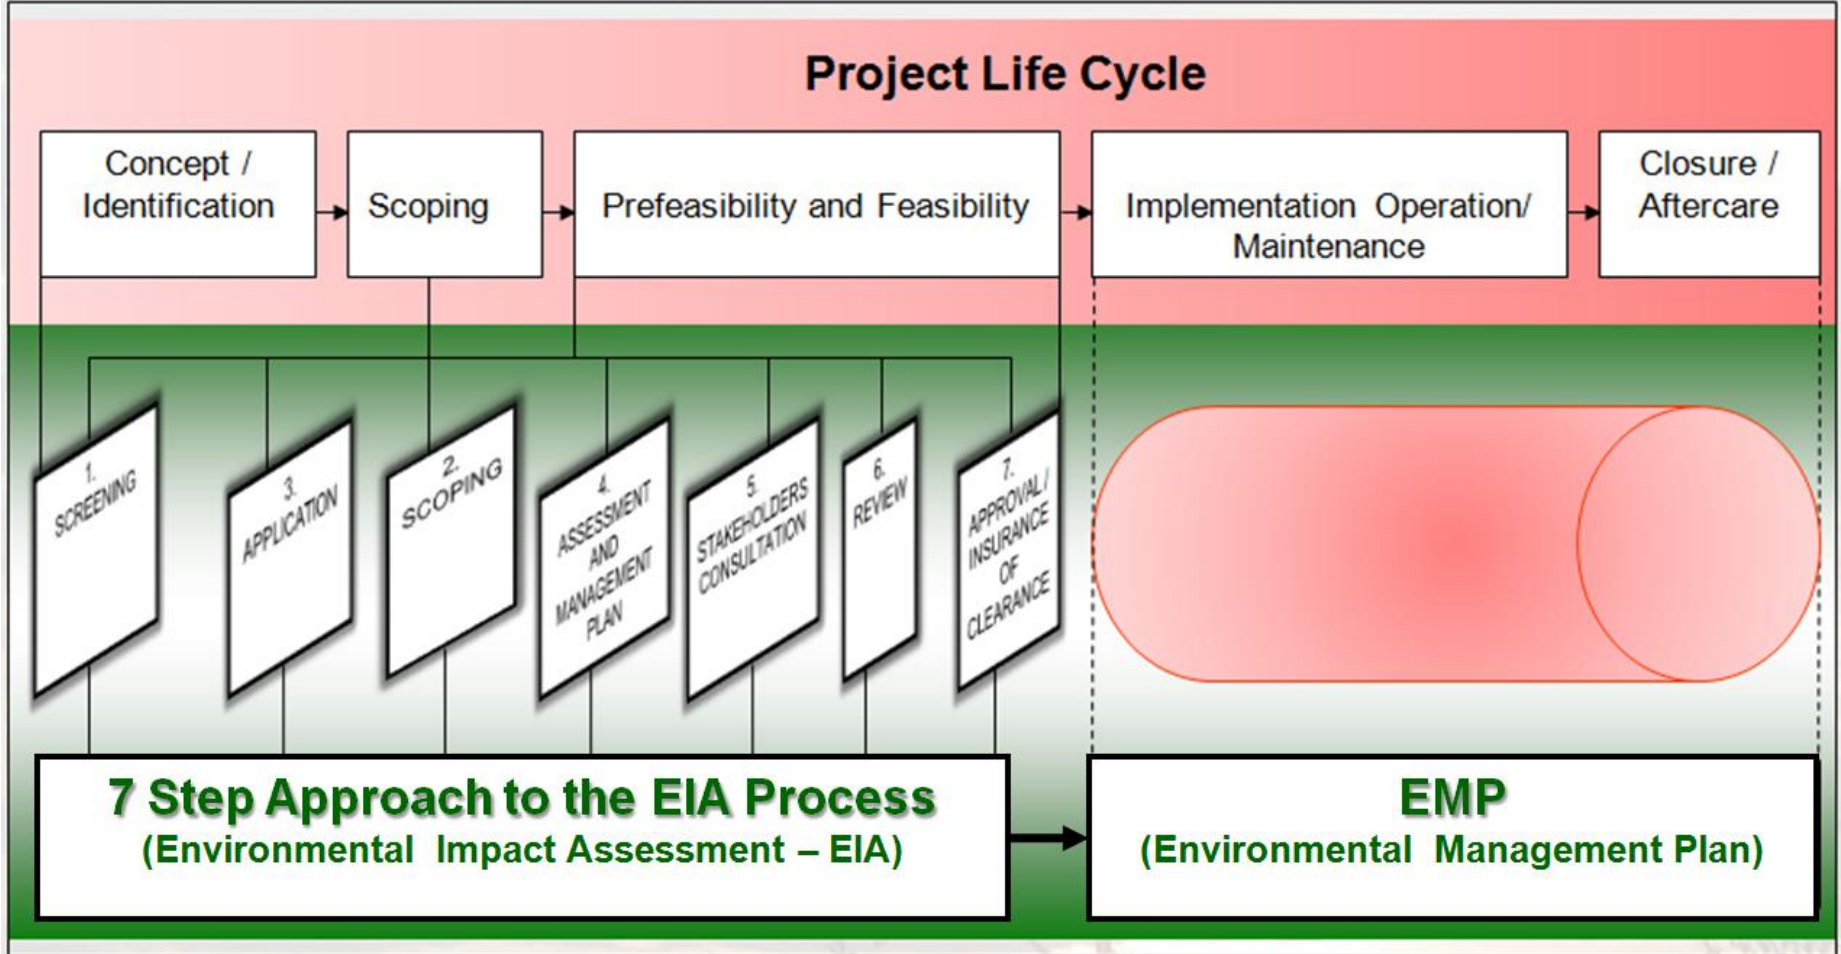 Project Life Cycle
Concept /
Identification
Scoping
Prefeasibility and Feasibility
Implementation Operation/
Maintenance
Closure /
Aftercare
1.
SCREENING
3.
APPLICATION
2.
SCOPING
4.
ASSESSMENT
AND
MANAGEMENT
PLAN
5.
STAKEHOLDERS
CONSULTATION
6.
REVIEW
7.
APPROVAL /
INSURANCE
OF
CLEARANCE
7 Step Approach to the EIA Process
(Environmental Impact Assessment – EIA)
EMP
(Environmental Management Plan)